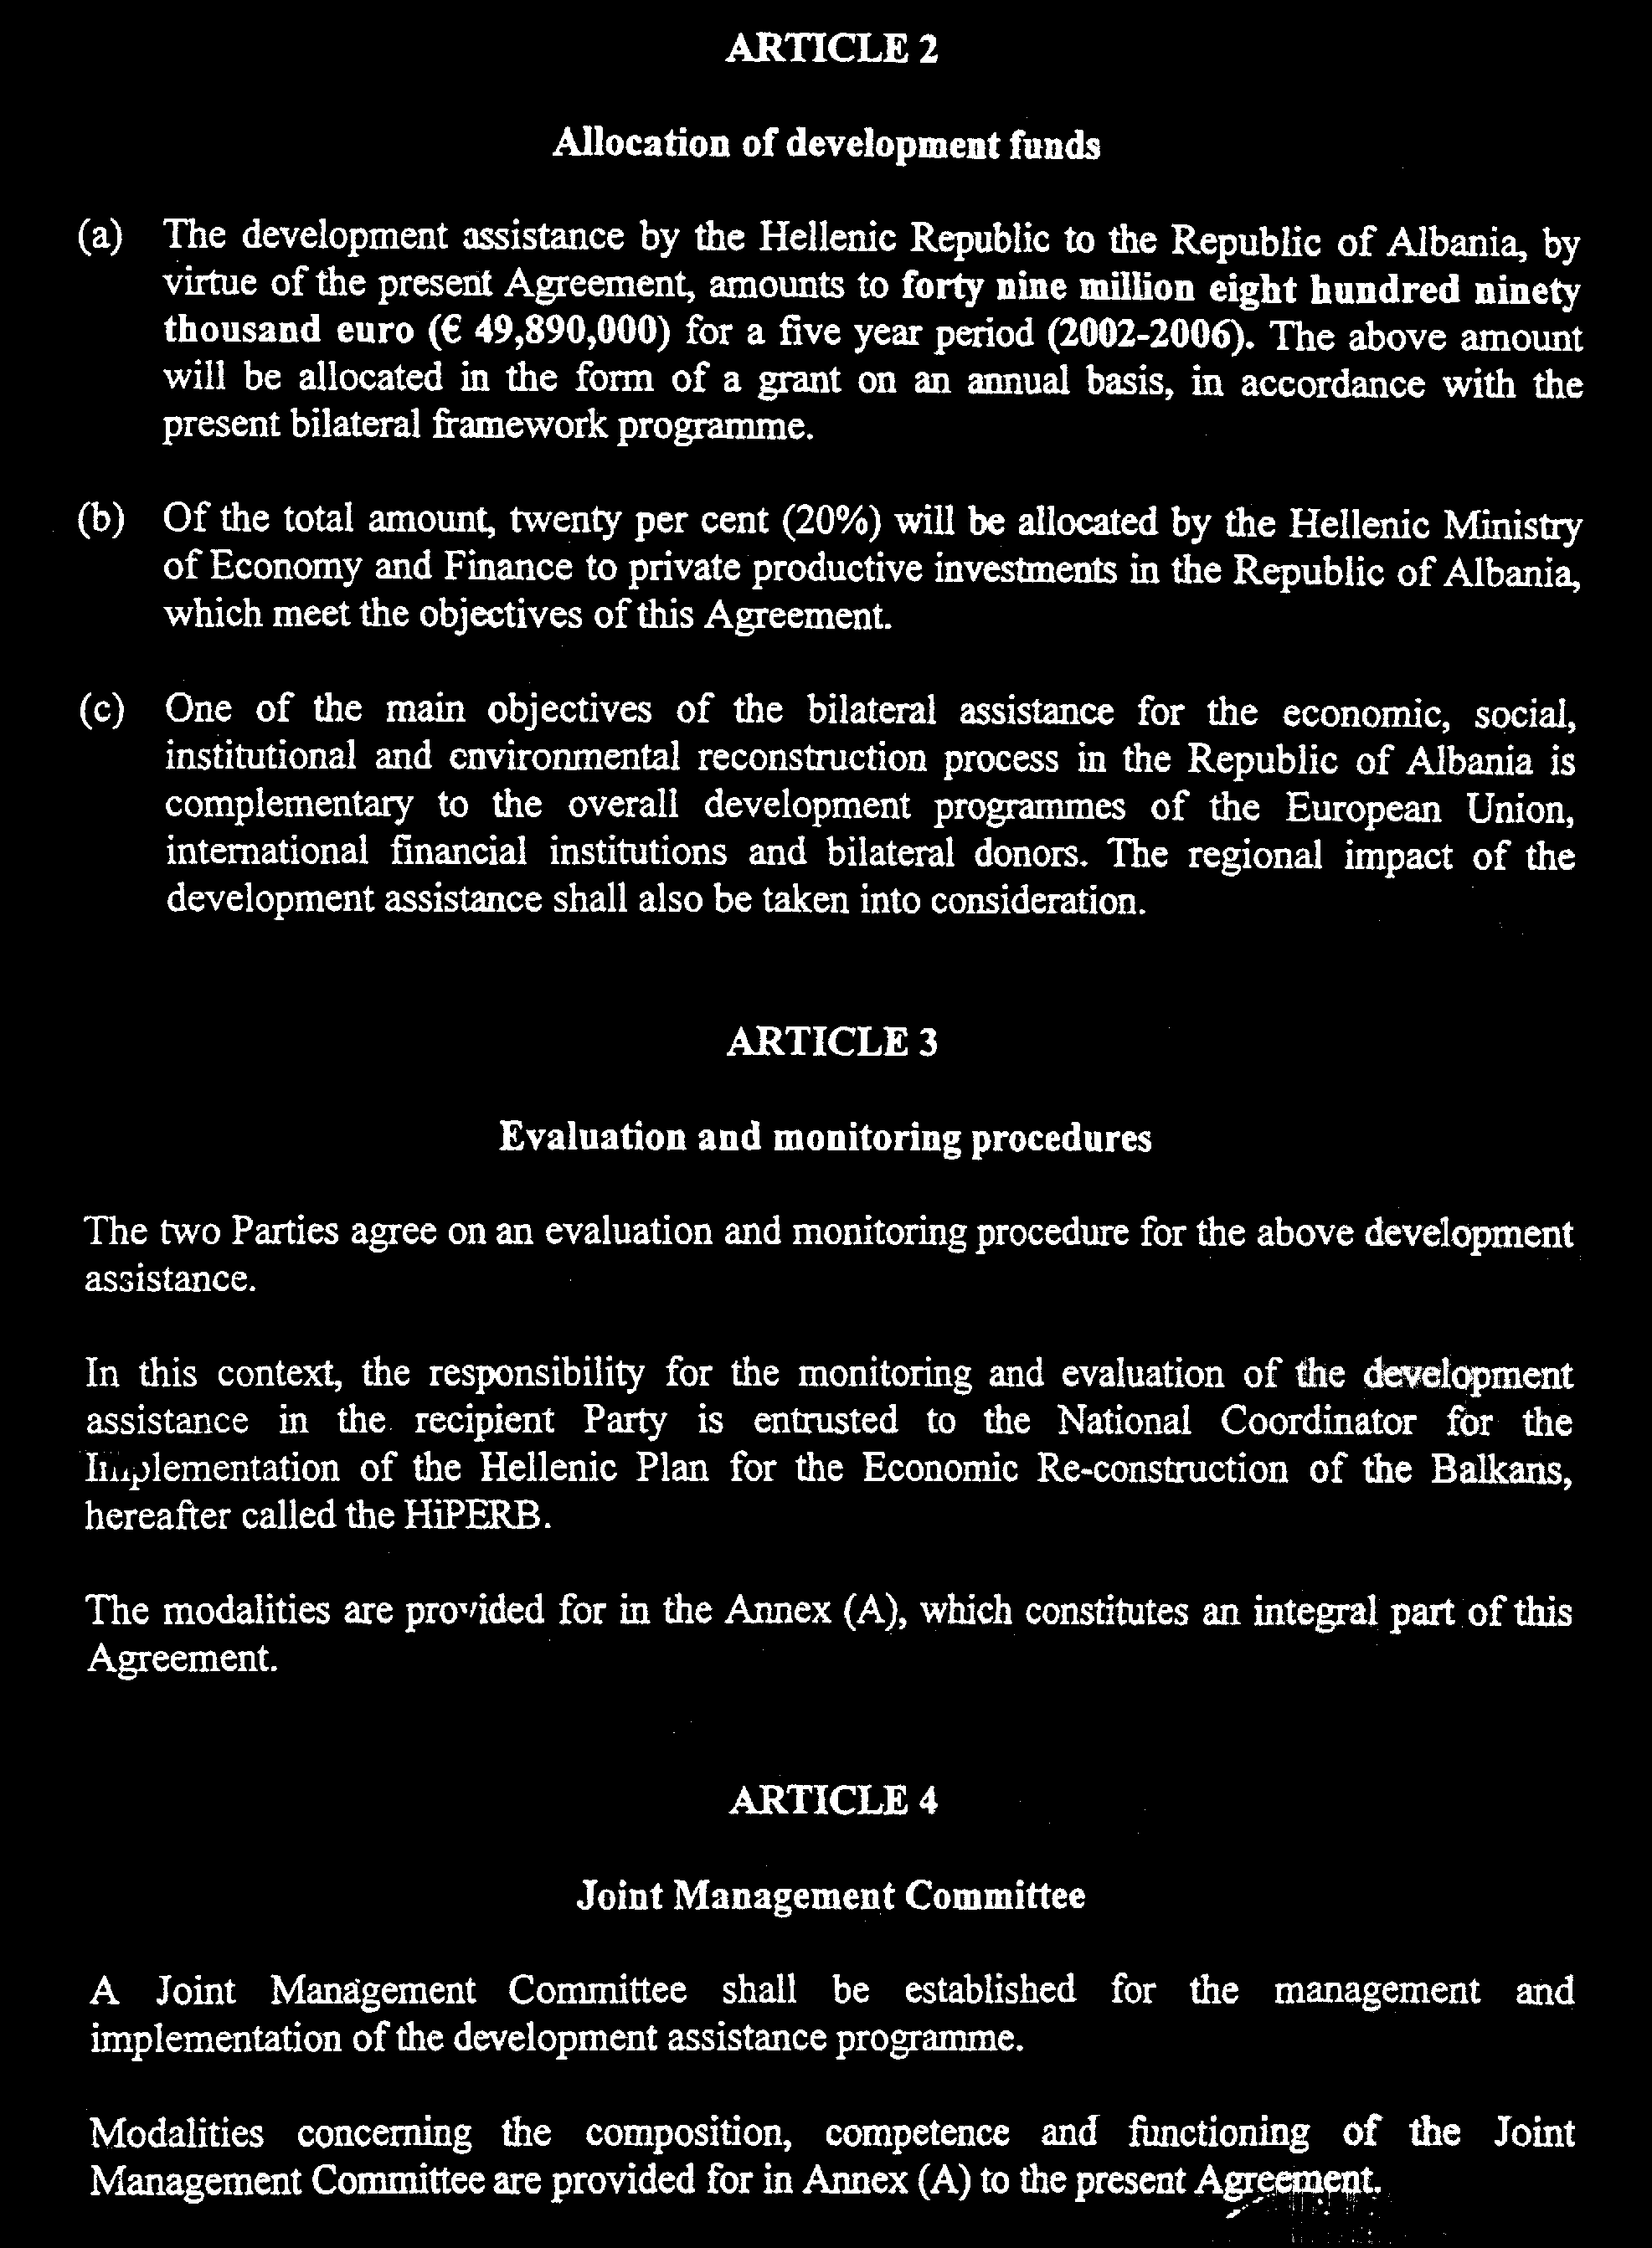 ARTICLE 2
Allocation of development funds
(a) The development assistance by the Hellenic Republic to the Republic of Albania, by
virtue of the present Agreement, amounts to forty nine million eight hundred ninety
thousand euro (€ 49,890,000) for a five year period (2002-2006). The above amount
will be allocated in the form of a grant on an annual basis, in accordance with the
present bilateral framework programme.
(b) Of the total amount, twenty per cent (20%) will be allocated by the Hellenic Ministry
of Economy and Finance to private productive investments in the Republic of Albania,
which meet the objectives of this Agreement.
(c) One of the main objectives of the bilateral assistance for the economic, social,
institutional and environmental reconstruction process in the Republic of Albania is
complementary to the overall development programmes of the European Union,
international financial institutions and bilateral donors. The regional impact of the
development assistance shall also be taken into consideration.
ARTICLE 3
Evaluation and monitoring procedures
The two Parties agree on an evaluation and monitoring procedure for the above development
assistance.
In this context, the responsibility for the monitoring and evaluation of the development
assistance in the recipient Party is entrusted to the National Coordinator for the
Implementation of the Hellenic Plan for the Economic Re-construction of the Balkans,
hereafter called the HiPERB.
The modalities are provided for in the Annex (A), which constitutes an integral part of this
Agreement.
ARTICLE 4
Joint Management Committee
A Joint Management Committee shall be established for the management and
implementation of the development assistance programme.
Modalities concerning the composition, competence and functioning of the Joint
Management Committee are provided for in Annex (A) to the present Agreement.